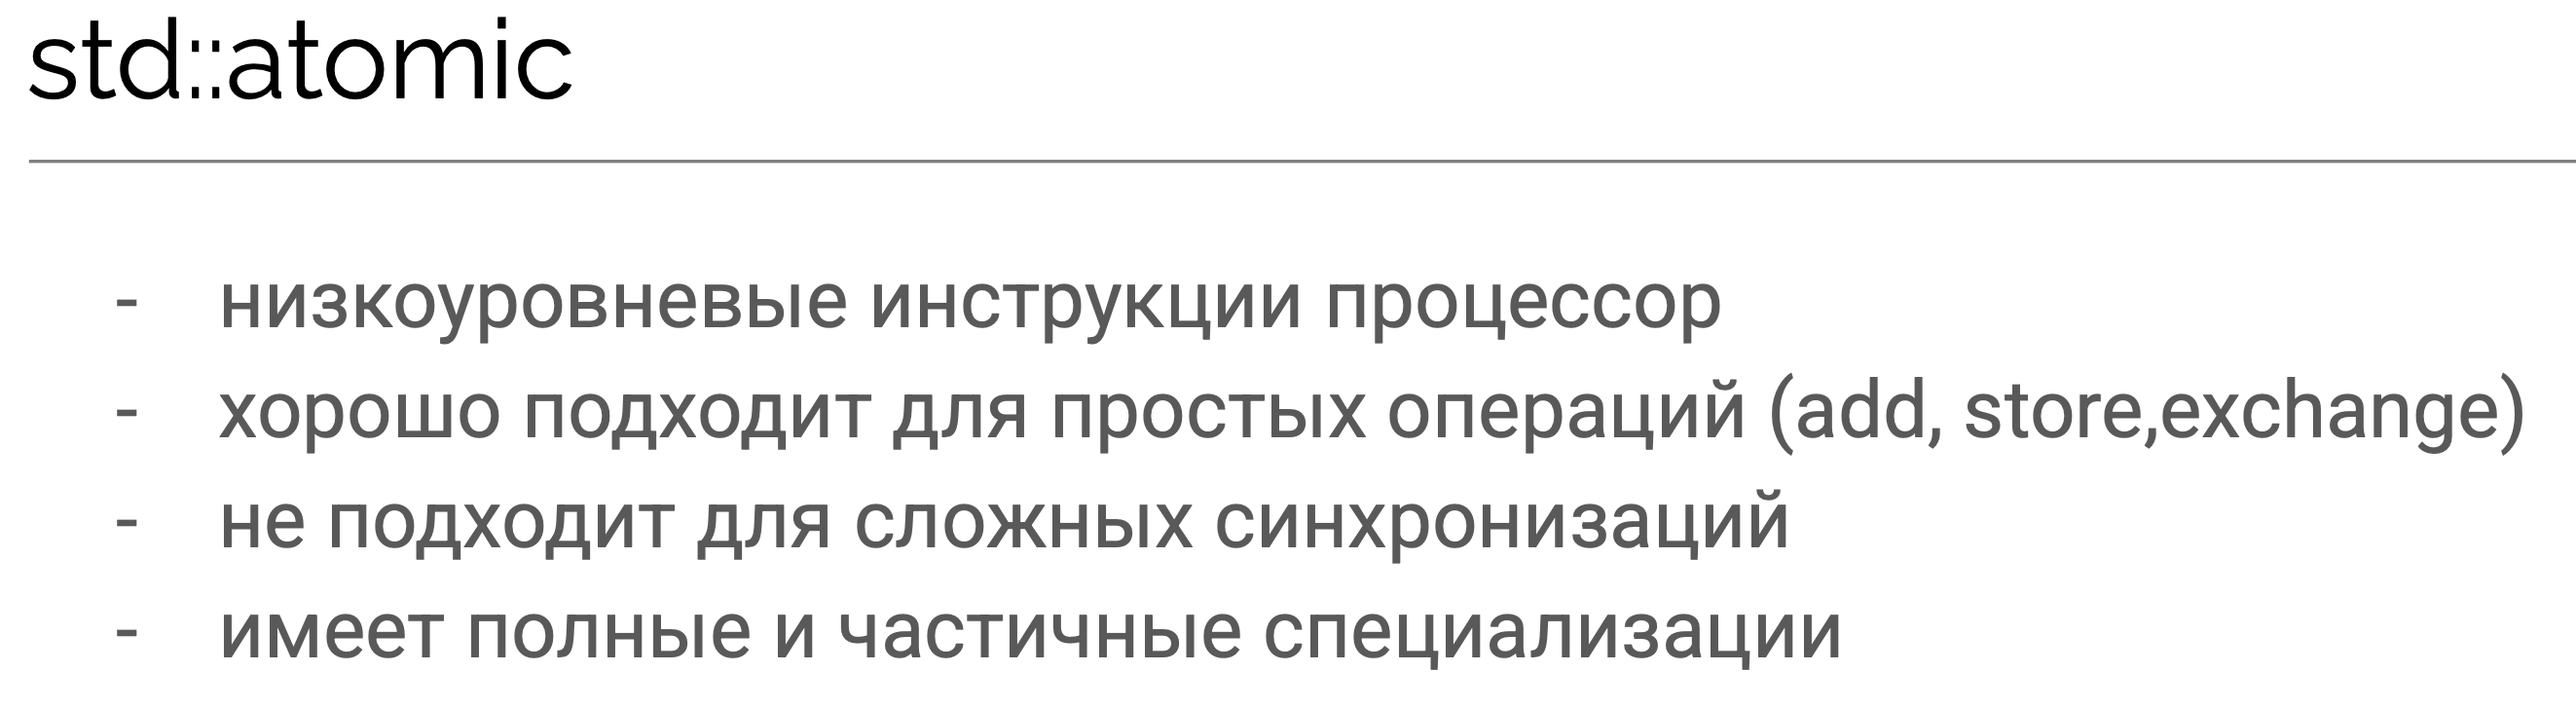 std::atomic
- низкоуровневые инструкции процессор
- хорошо подходит для простых операций (add, store,exchange)
- не подходит для сложных синхронизаций
- имеет полные и частичные специализации